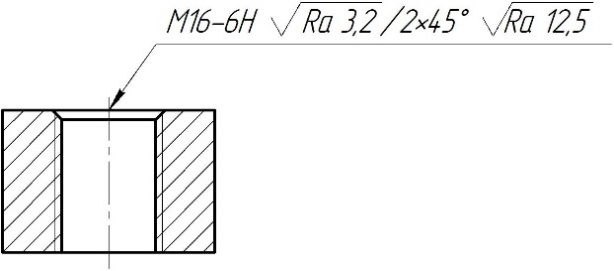 M16-6H √Ra 3,2 /2×45° √Ra 12,5